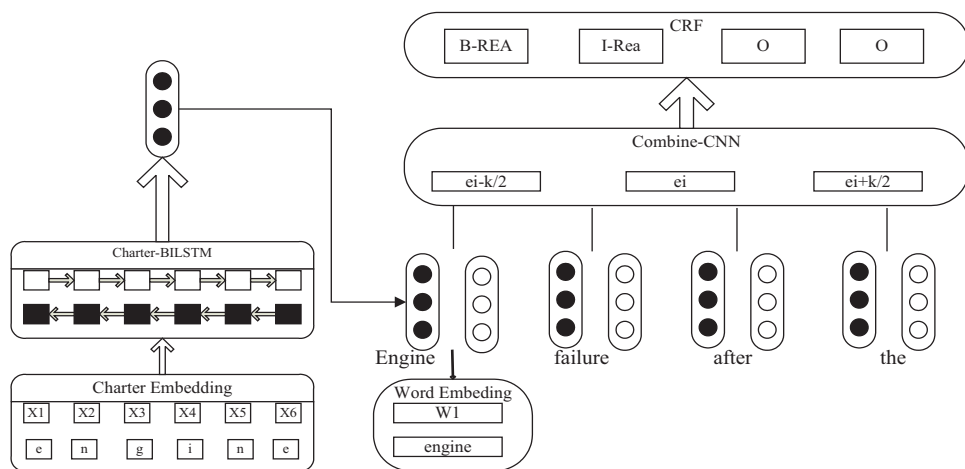 CRF
B-REA I-Rea O O
Combine-CNN
ei-k/2 ei ei+k/2
Charter-BILSTM
Engine failure after the
Charter Embedding
X1 X2 X3 X4 X5 X6
e n g i n e
Word Embeding
W1
engine